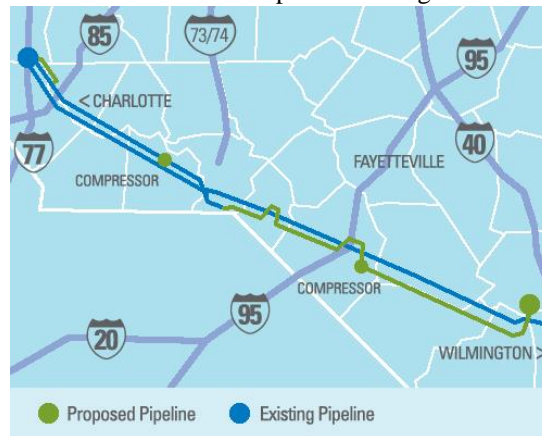 85
73/74
95
< CHARLOTTE
40
77
FAYETTEVILLE
COMPRESSOR
COMPRESSOR
95
20
WILMINGTON >
Proposed Pipeline
Existing Pipeline